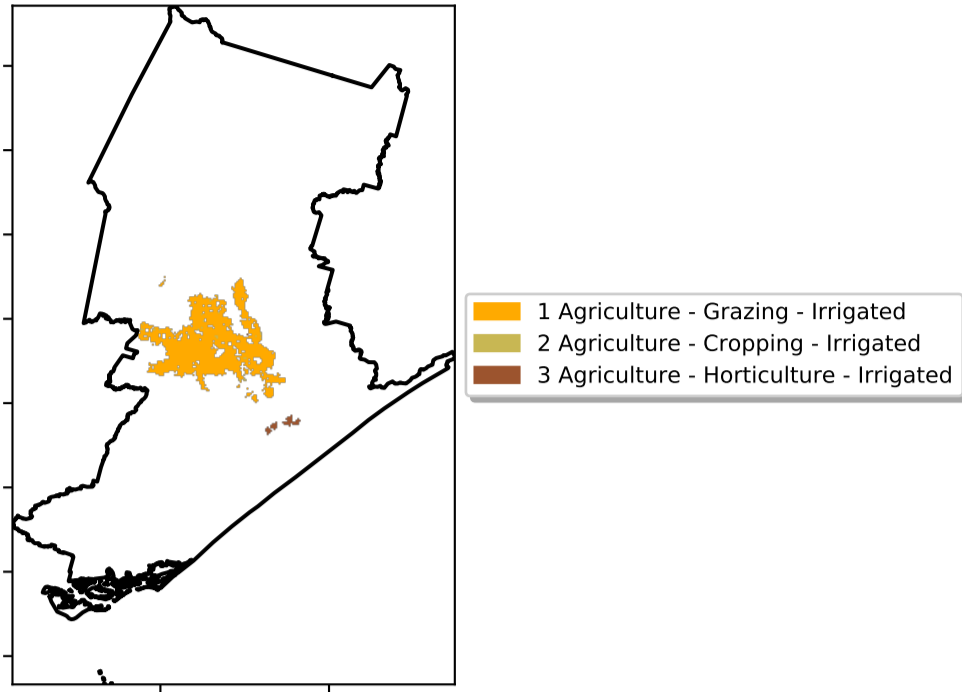 1 Agriculture - Grazing - Irrigated
2 Agriculture - Cropping - Irrigated
3 Agriculture - Horticulture - Irrigated